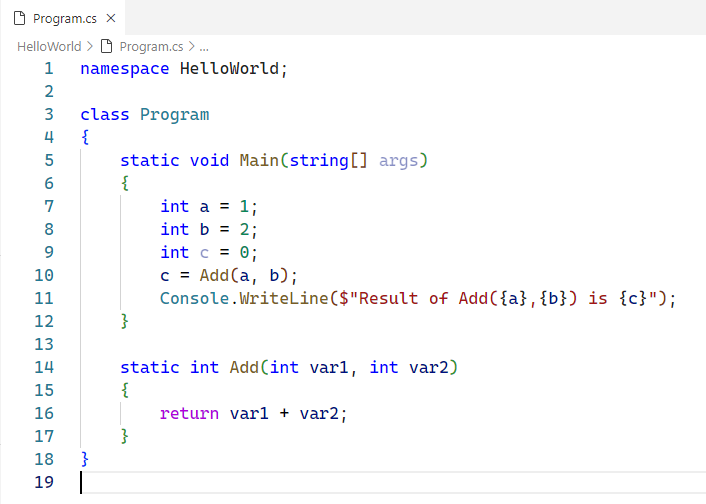 Program.cs ×
HelloWorld > Program.cs > ...
1 namespace HelloWorld;
2
3 class Program
4 {
5     static void Main(string[] args)
6     {
7         int a = 1;
8         int b = 2;
9         int c = 0;
10         c = Add(a, b);
11         Console.WriteLine($"Result of Add({a},{b}) is {c}");
12     }
13
14     static int Add(int var1, int var2)
15     {
16         return var1 + var2;
17     }
18 }
19